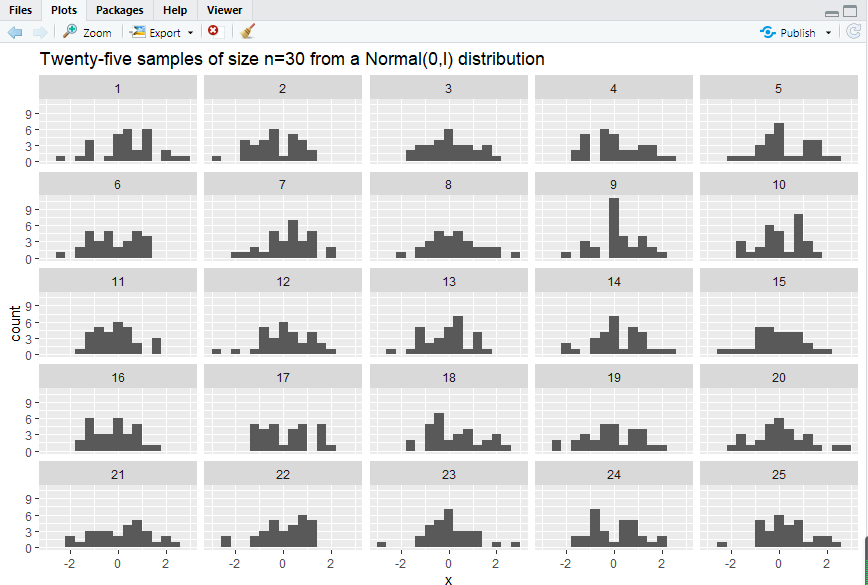 Files Plots Packages Help Viewer
Zoom Export Publish
Twenty-five samples of size n=30 from a Normal(0,I) distribution
1 2 3 4 5
9
6
3
0
6 7 8 9 10
9
6
3
0
11 12 13 14 15
9
6
3
0
count
16 17 18 19 20
9
6
3
0
21 22 23 24 25
9
6
3
0
-2 0 2 -2 0 2 -2 0 2 -2 0 2 -2 0 2
x